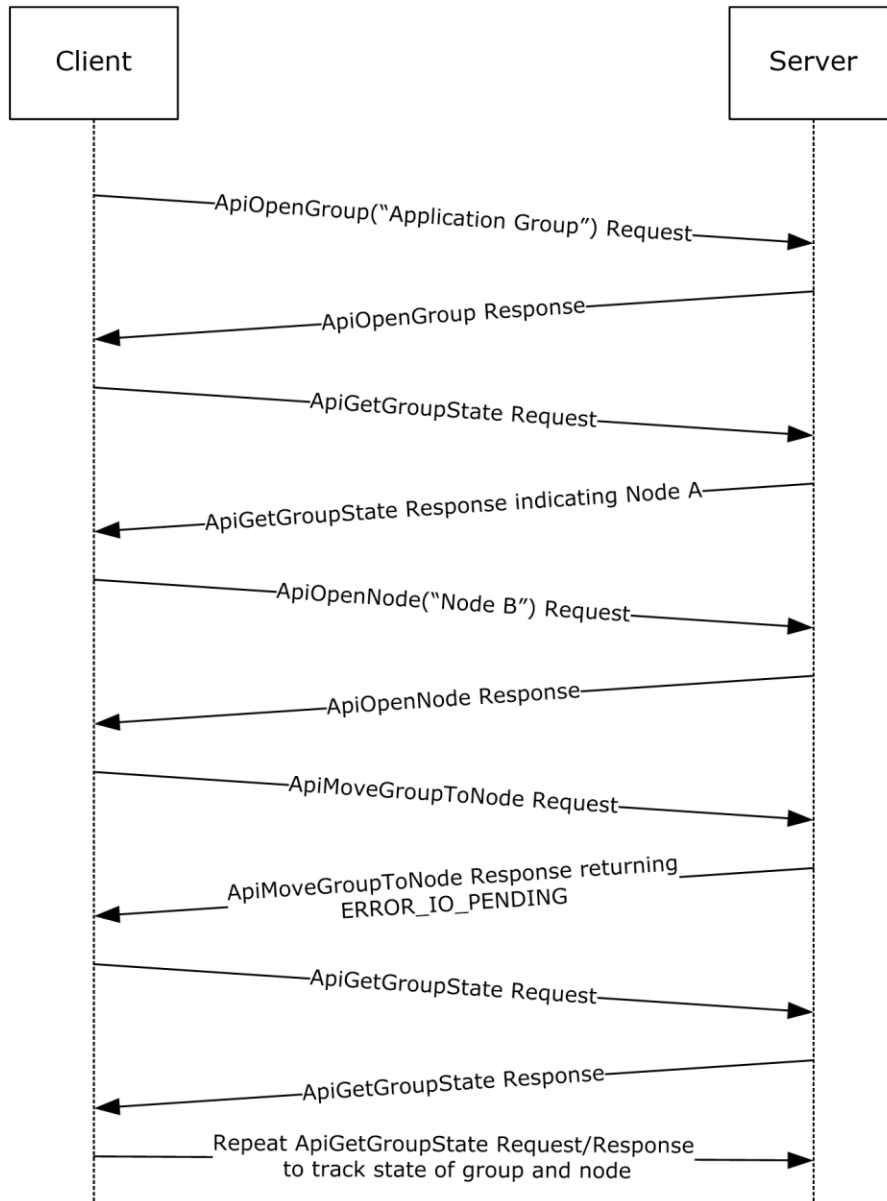 Client
Server
ApiOpenGroup(“Application Group”) Request
ApiOpenGroup Response
ApiGetGroupState Request
ApiGetGroupState Response indicating Node A
ApiOpenNode(“Node B”) Request
ApiOpenNode Response
ApiMoveGroupToNode Request
ApiMoveGroupToNode Response returning
ERROR_IO_PENDING
ApiGetGroupState Request
ApiGetGroupState Response
Repeat ApiGetGroupState Request/Response
to track state of group and node